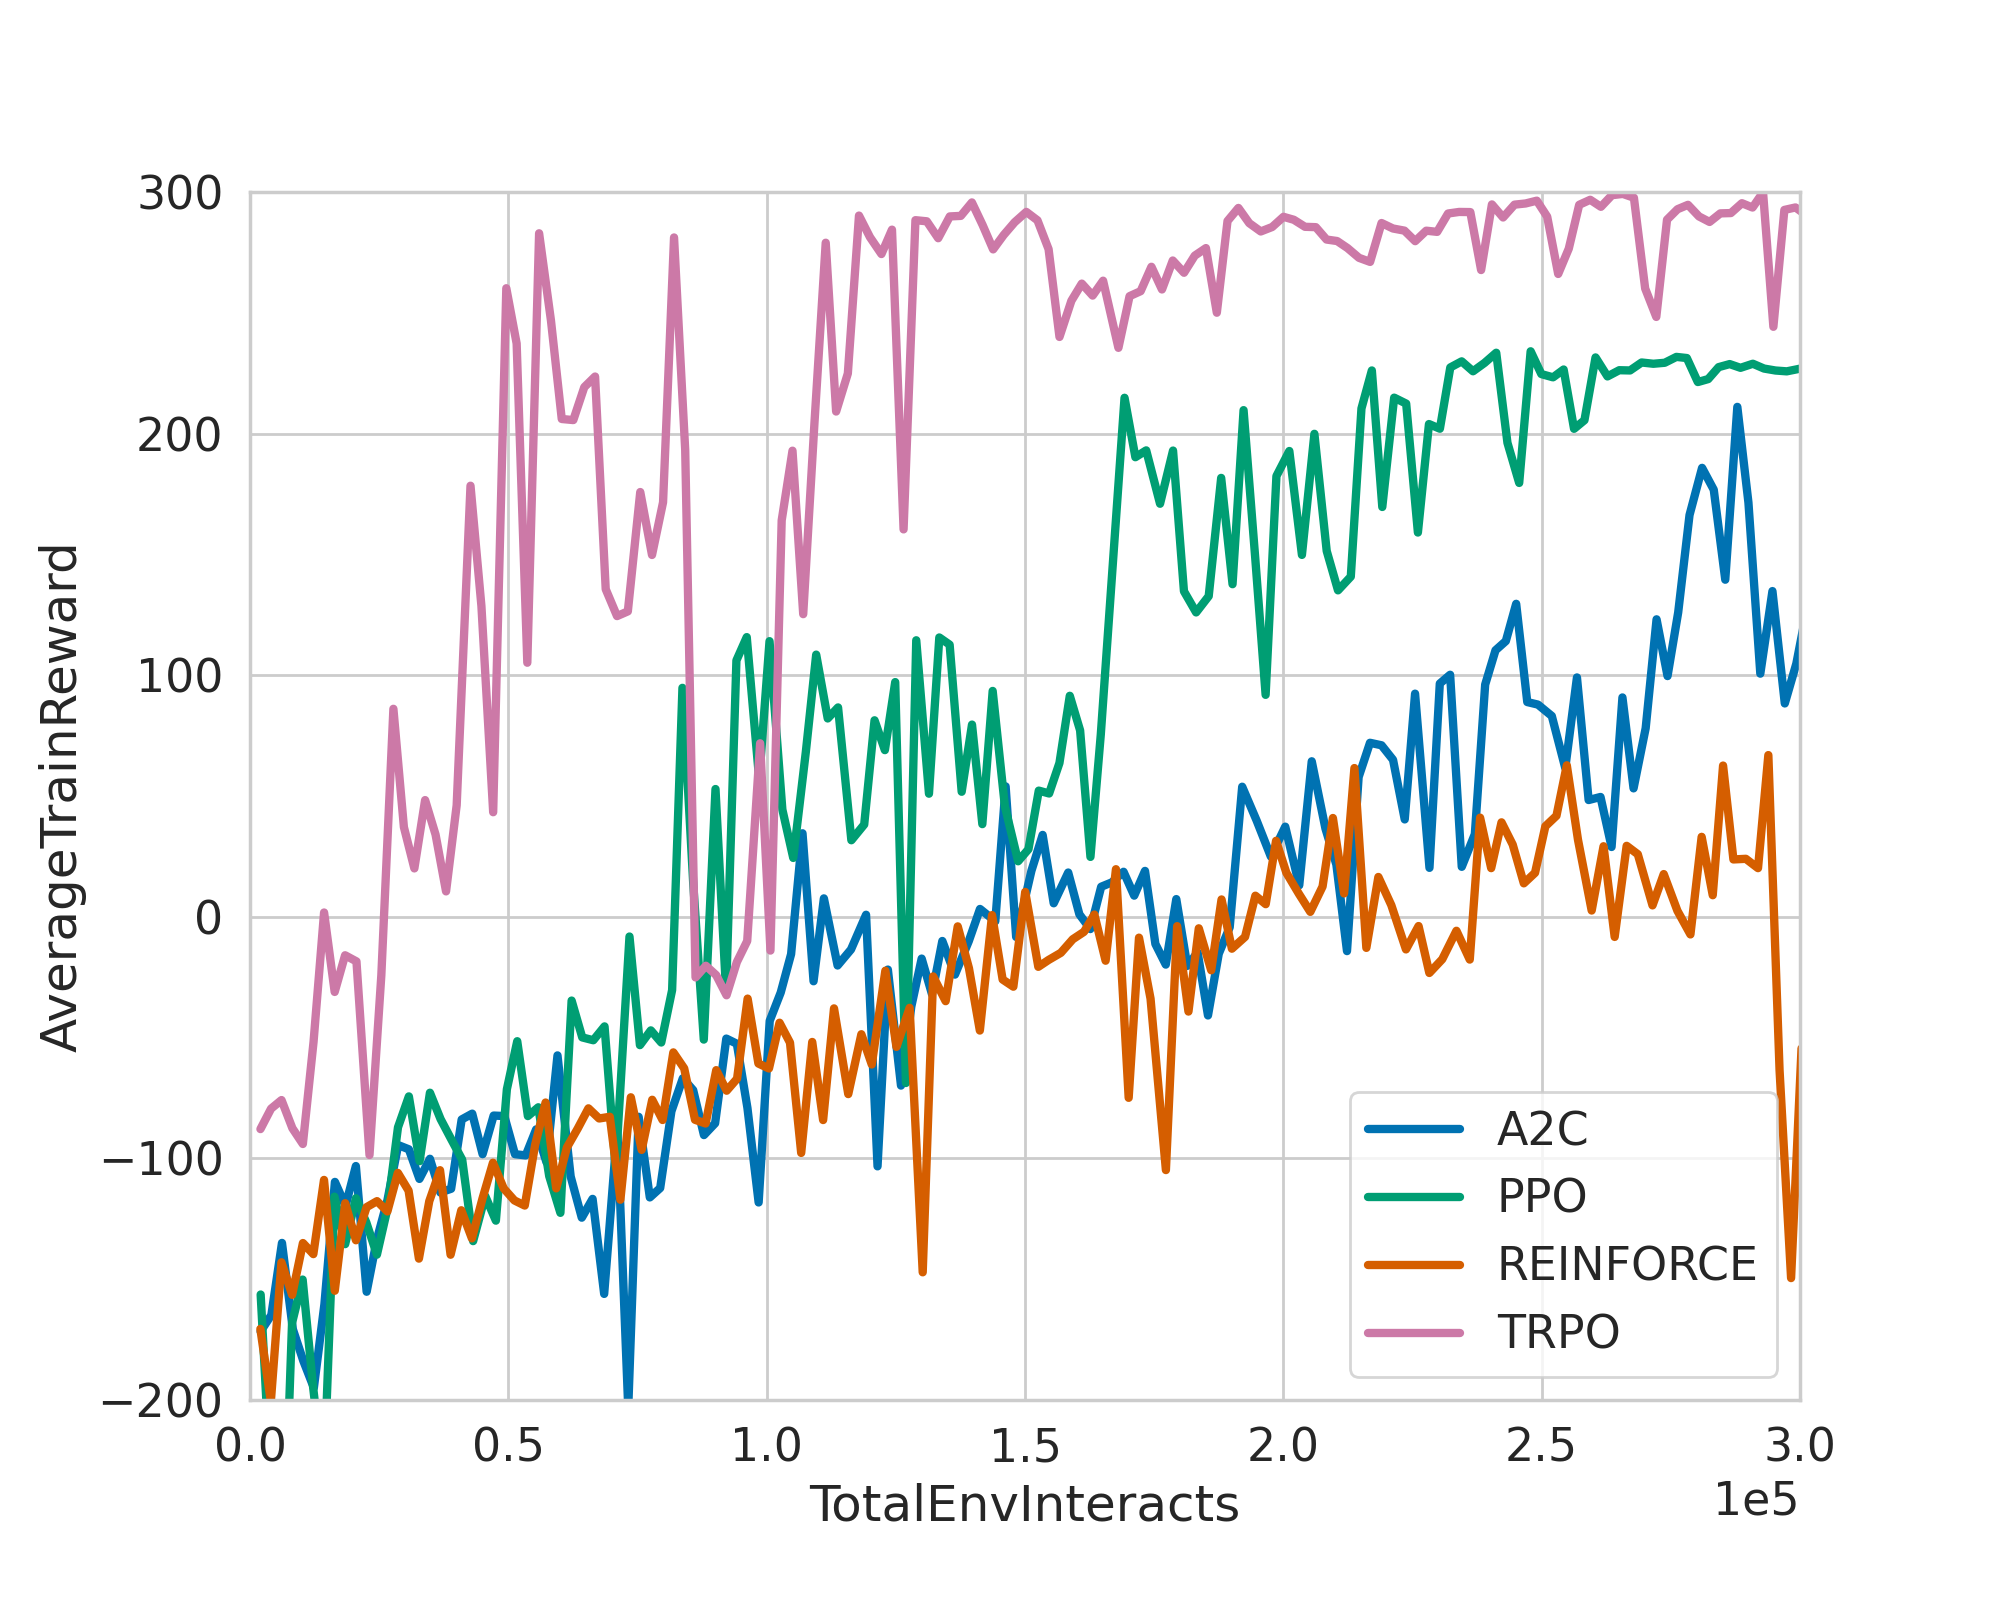 300
200
100
0
−100
−200
AverageTrainReward
0.0 0.5 1.0 1.5 2.0 2.5 3.0
1e5
TotalEnvInteracts
A2C
PPO
REINFORCE
TRPO